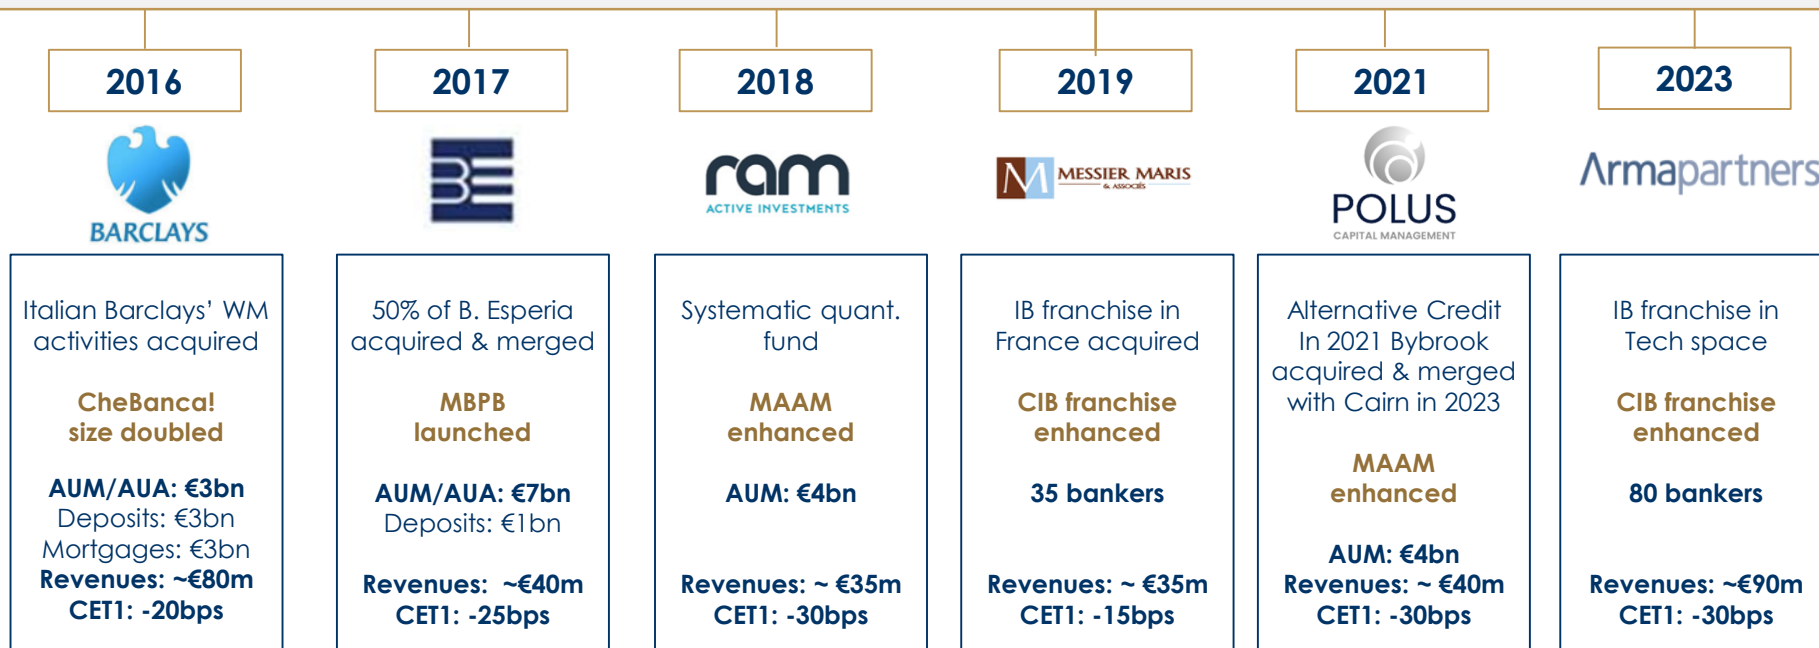 2016
BARCLAYS
Italian Barclays’ WM
activities acquired
CheBanca!
size doubled
AUM/AUA: €3bn
Deposits: €3bn
Mortgages: €3bn
Revenues: ~€80m
CET1: -20bps
2017
BE
50% of B. Esperia
acquired & merged
MBPB
launched
AUM/AUA: €7bn
Deposits: €1bn
Revenues: ~€40m
CET1: -25bps
2018
ram
ACTIVE INVESTMENTS
Systematic quant.
fund
MAAM
enhanced
AUM: €4bn
Revenues: ~ €35m
CET1: -30bps
2019
M MESSIER MARIS
& ASSOCIÉS
IB franchise in
France acquired
CIB franchise
enhanced
35 bankers
Revenues: ~ €35m
CET1: -15bps
2021
POLUS
CAPITAL MANAGEMENT
Alternative Credit
In 2021 Bybrook
acquired & merged
with Cairn in 2023
MAAM
enhanced
AUM: €4bn
Revenues: ~ €40m
CET1: -30bps
2023
Armapartners
IB franchise in
Tech space
CIB franchise
enhanced
80 bankers
Revenues: ~€90m
CET1: -30bps